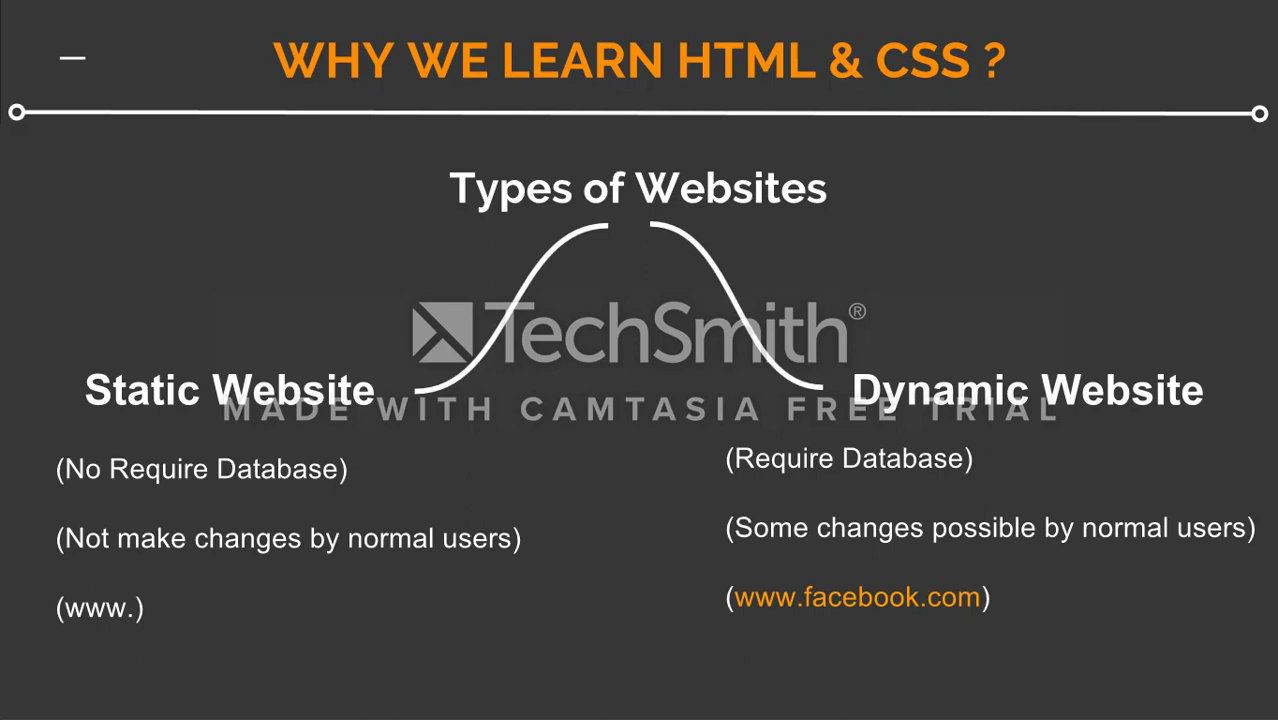 WHY WE LEARN HTML & CSS ?
Types of Websites
TechSmith®
MADE WITH CAMTASIA FREE TRIAL
Static Website
(No Require Database)
(Not make changes by normal users)
(www.)
Dynamic Website
(Require Database)
(Some changes possible by normal users)
(www.facebook.com)